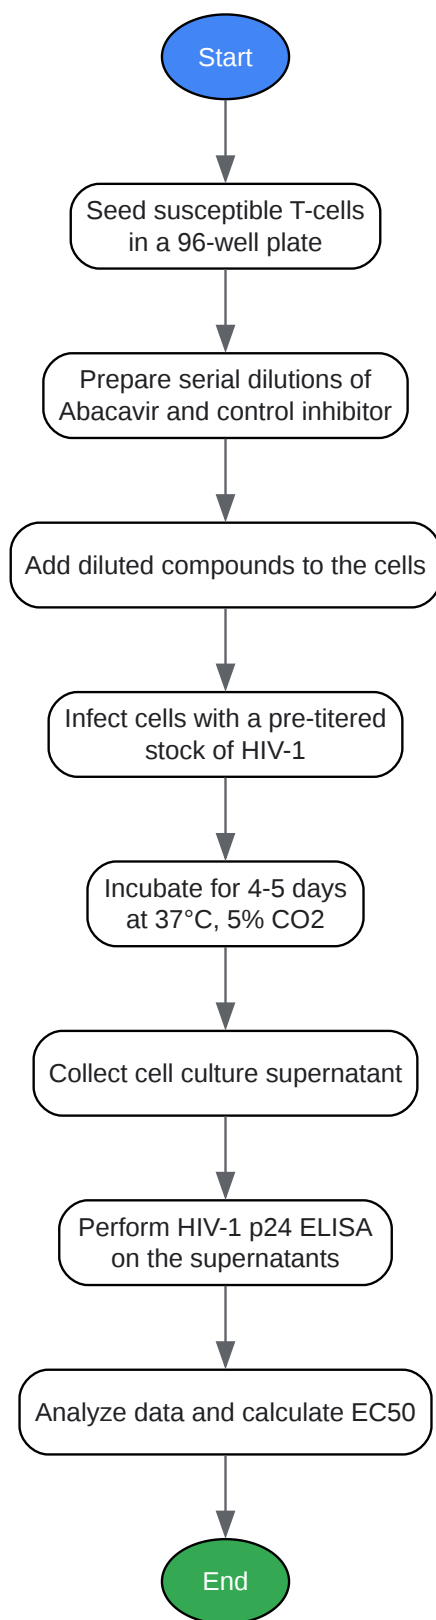 Start
Seed susceptible T-cells
in a 96-well plate
Prepare serial dilutions of
Abacavir and control inhibitor
Add diluted compounds to the cells
Infect cells with a pre-titered
stock of HIV-1
Incubate for 4-5 days
at 37°C, 5% CO2
Collect cell culture supernatant
Perform HIV-1 p24 ELISA
on the supernatants
Analyze data and calculate EC50
End